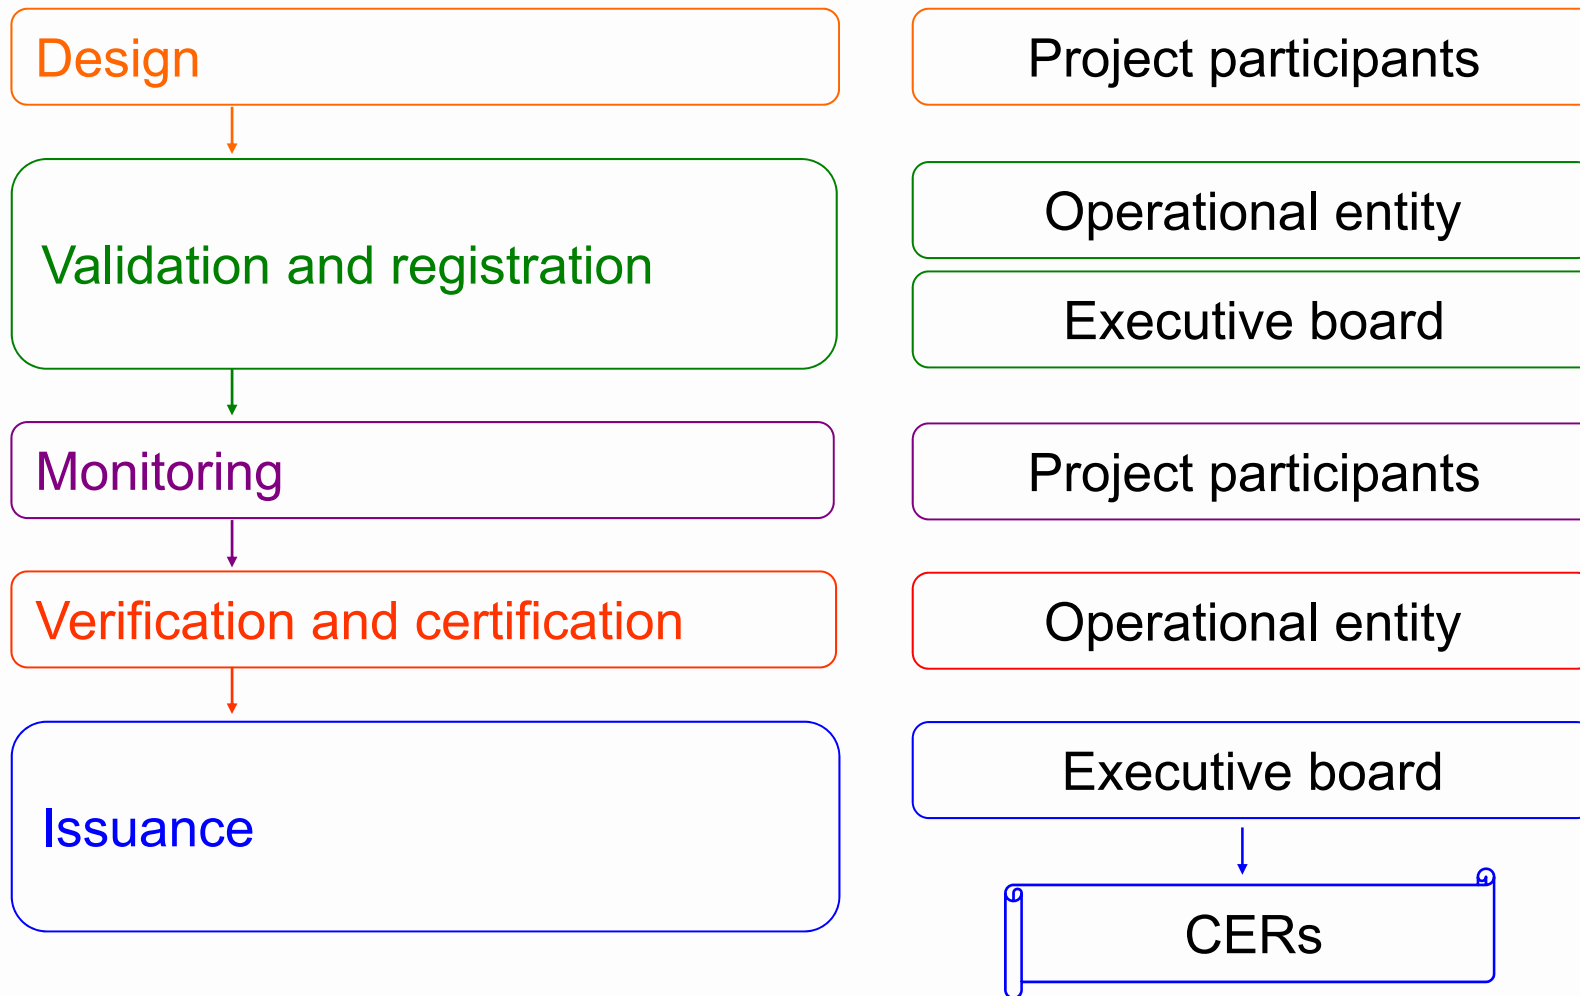 Design
Project participants
Validation and registration
Operational entity
Executive board
Monitoring
Project participants
Verification and certification
Operational entity
Issuance
Executive board
CERs